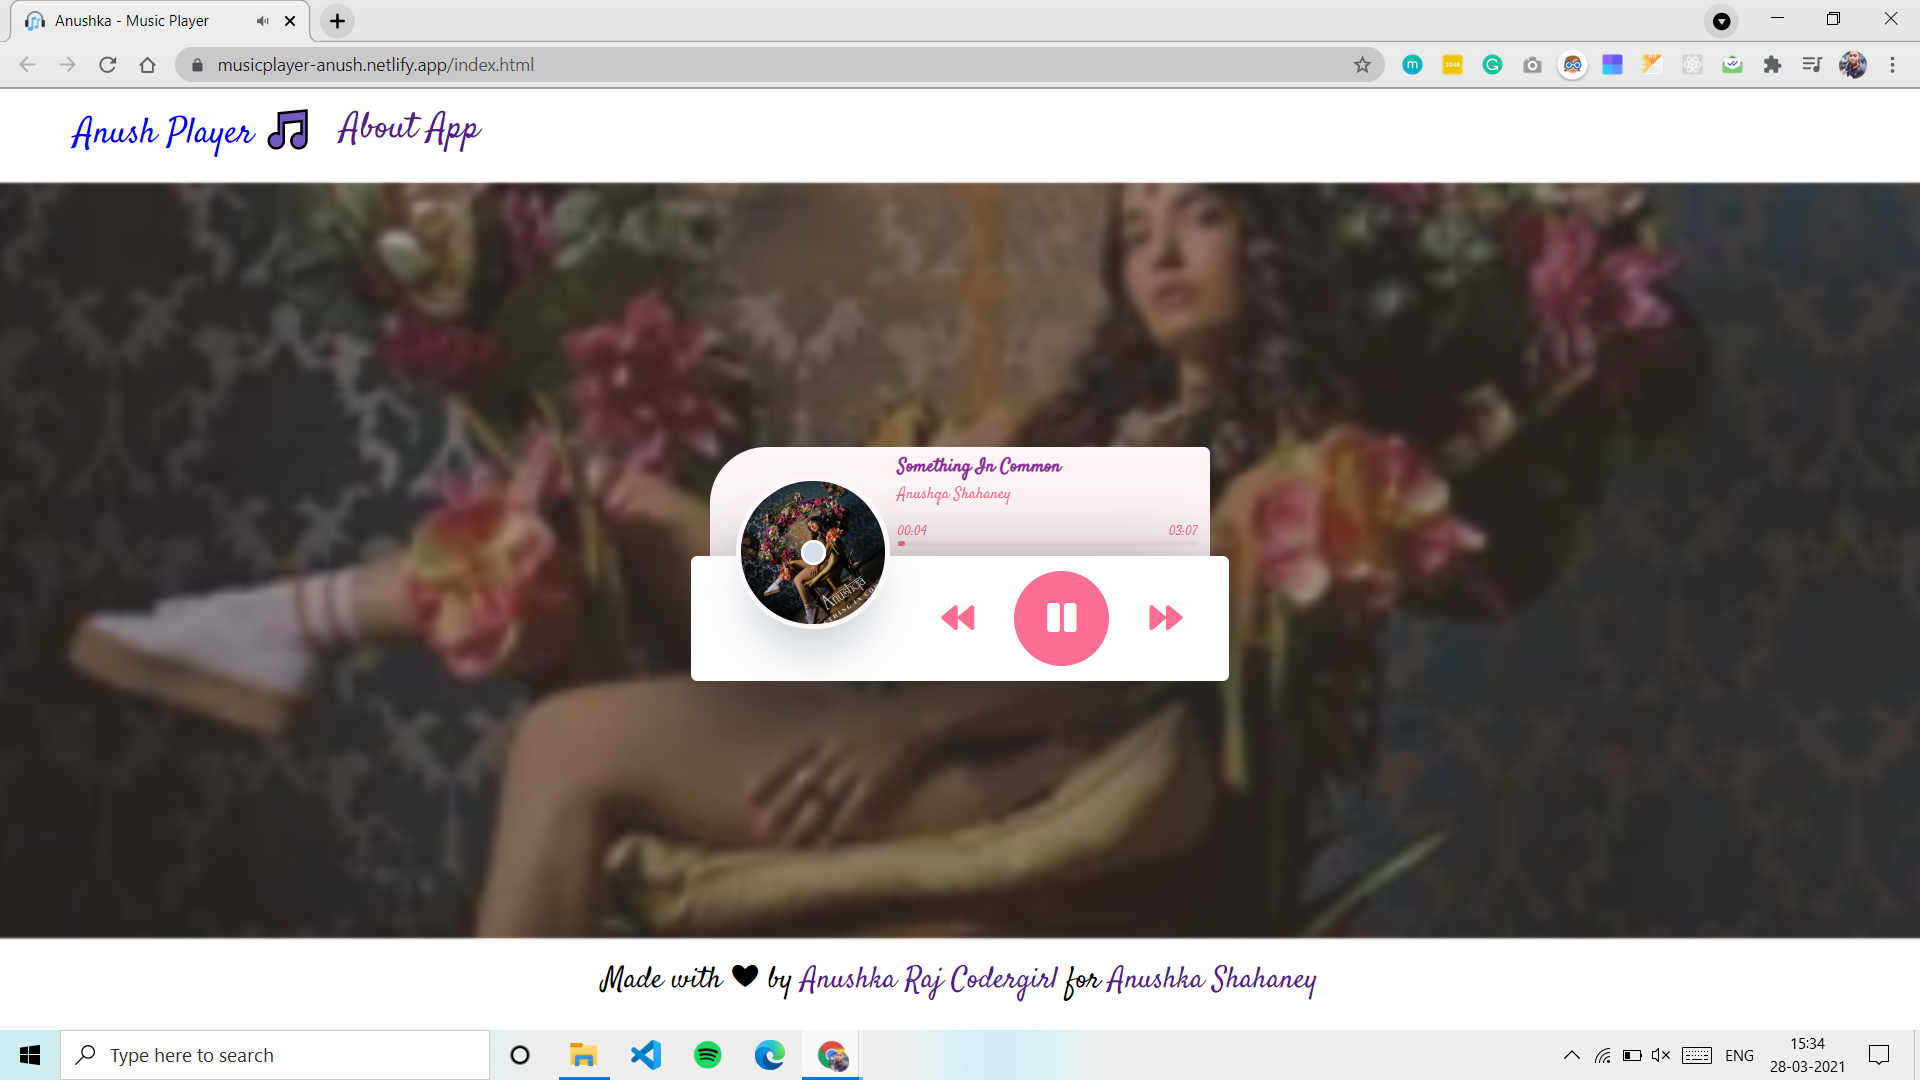 Anushka - Music Player
musicplayer-anush.netlify.app/index.html
Anush Player About App
Something In Common
Anushqa Shahaney
00:04 03:07
Anushqa
Made with by Anushka Raj Codergirl for Anushka Shahaney
Type here to search
ENG
15:34
28-03-2021